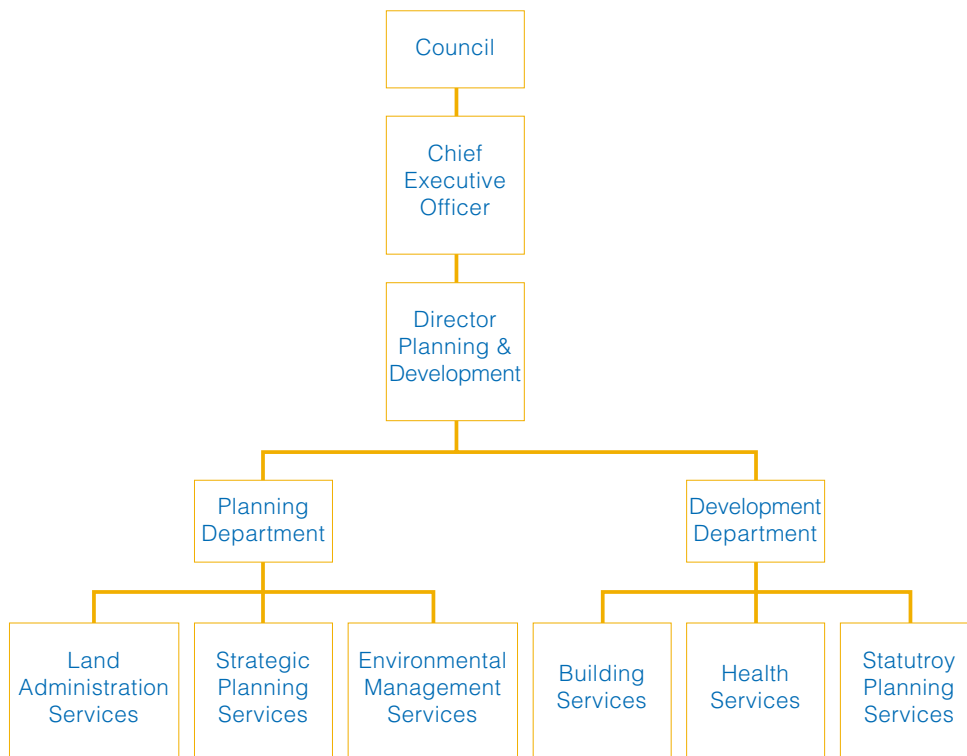 Council
Chief
Executive
Officer
Director
Planning &
Development
Planning
Department
Development
Department
Land
Administration
Services
Strategic
Planning
Services
Environmental
Management
Services
Building
Services
Health
Services
Statutroy
Planning
Services